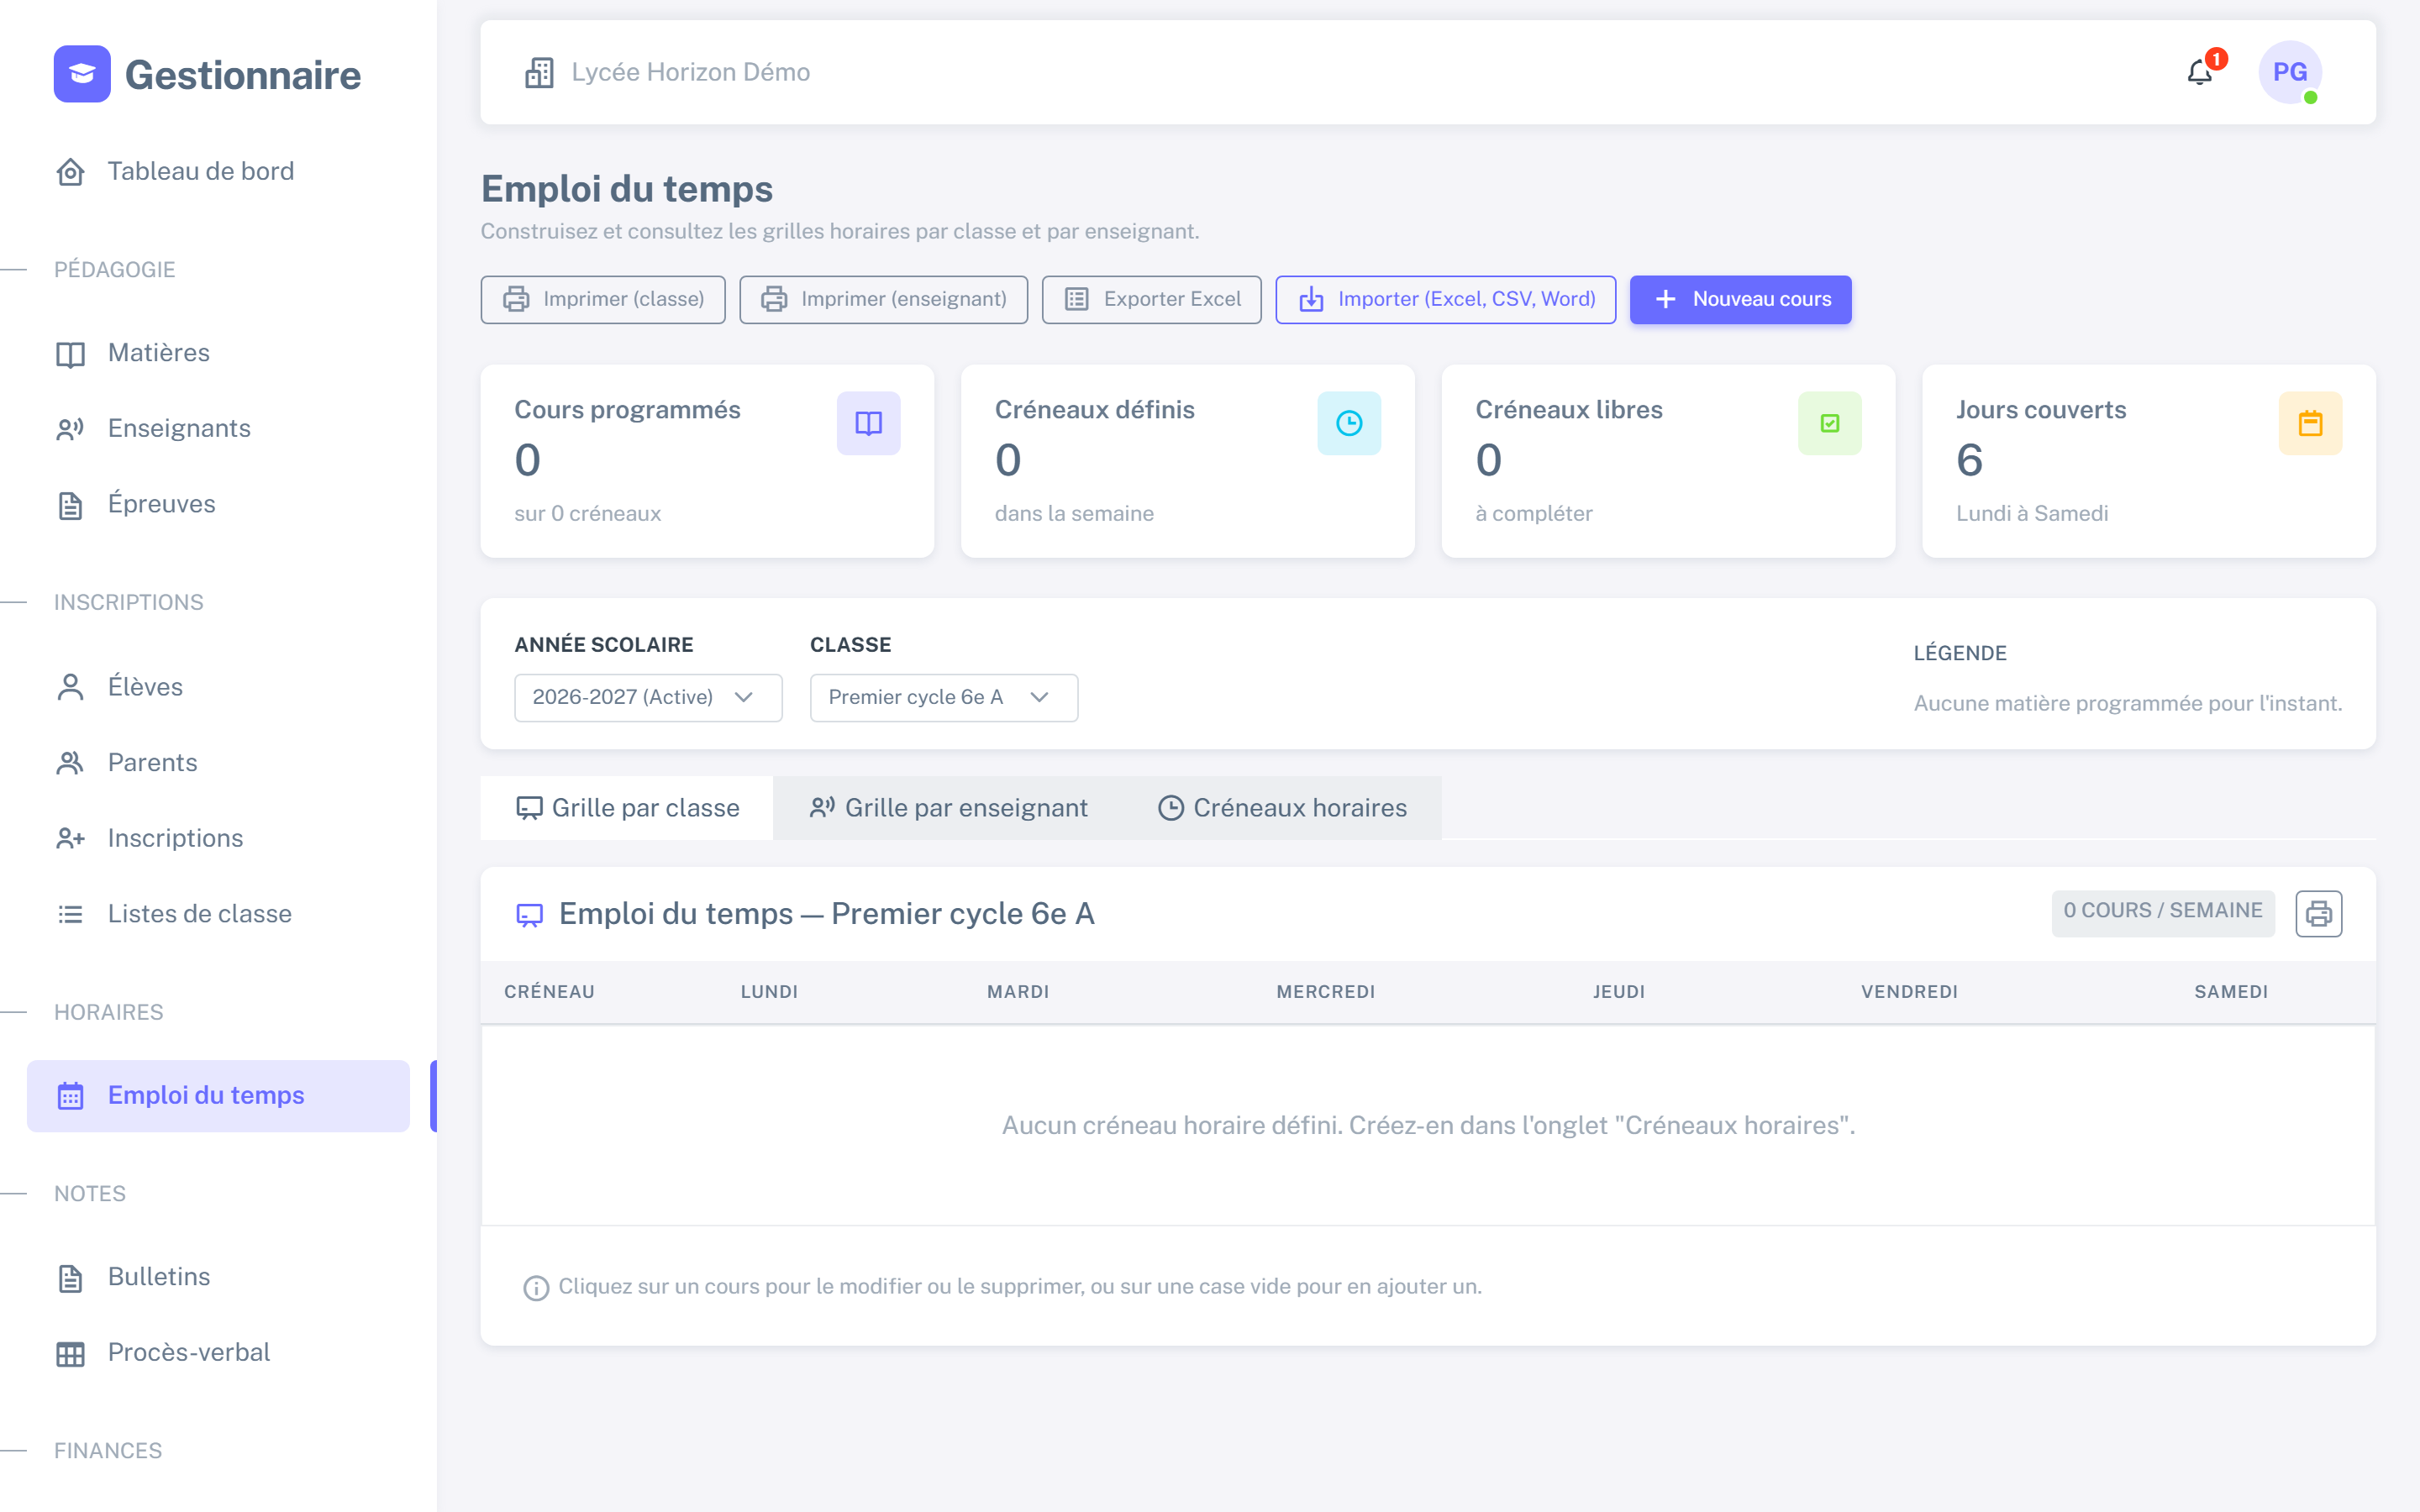 Gestionnaire
Tableau de bord
PÉDAGOGIE
Matières
Enseignants
Épreuves
INSCRIPTIONS
Élèves
Parents
Inscriptions
Listes de classe
HORAIRES
Emploi du temps
NOTES
Bulletins
Procès-verbal
FINANCES
Lycée Horizon Démo
1
PG
Emploi du temps
Construisez et consultez les grilles horaires par classe et par enseignant.
Imprimer (classe)
Imprimer (enseignant)
Exporter Excel
Importer (Excel, CSV, Word)
Nouveau cours
Cours programmés
0
sur 0 créneaux
Créneaux définis
0
dans la semaine
Créneaux libres
0
à compléter
Jours couverts
6
Lundi à Samedi
ANNÉE SCOLAIRE
2026-2027 (Active)
CLASSE
Premier cycle 6e A
LÉGENDE
Aucune matière programmée pour l'instant.
Grille par classe
Grille par enseignant
Créneaux horaires
Emploi du temps — Premier cycle 6e A
0 COURS / SEMAINE
CRÉNEAU LUNDI MARDI MERCREDI JEUDI VENDREDI SAMEDI
Aucun créneau horaire défini. Créez-en dans l'onglet "Créneaux horaires".
Cliquez sur un cours pour le modifier ou le supprimer, ou sur une case vide pour en ajouter un.